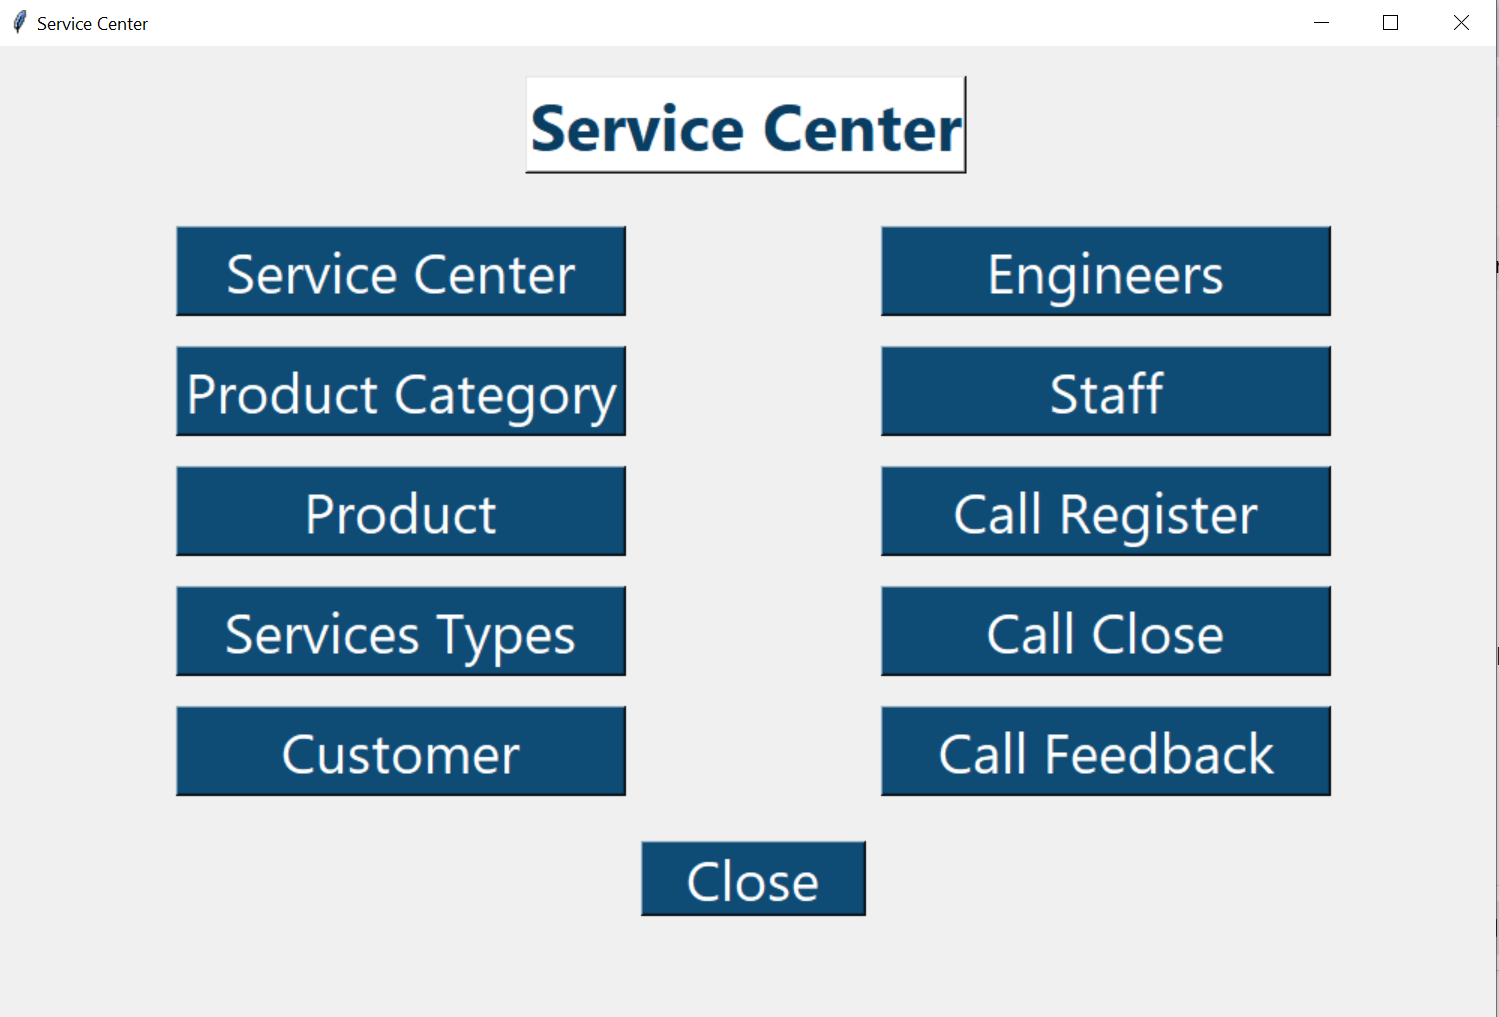 Service Center
Service Center
Service Center
Engineers
Product Category
Staff
Product
Call Register
Services Types
Call Close
Customer
Call Feedback
Close